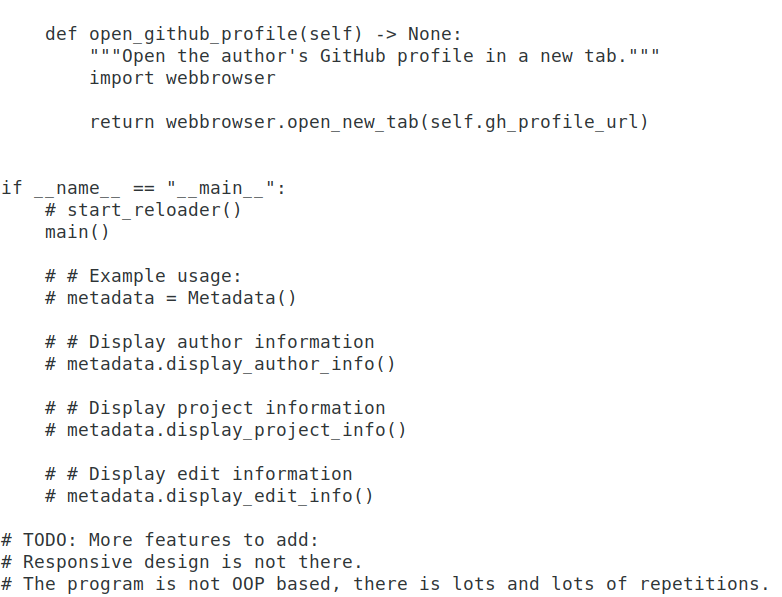 def open_github_profile(self) -> None:
        """Open the author's GitHub profile in a new tab."""
        import webbrowser

        return webbrowser.open_new_tab(self.gh_profile_url)


if __name__ == "__main__":
    # start_reloader()
    main()

    # # Example usage:
    # metadata = Metadata()

    # # Display author information
    # metadata.display_author_info()

    # # Display project information
    # metadata.display_project_info()

    # # Display edit information
    # metadata.display_edit_info()

# TODO: More features to add:
# Responsive design is not there.
# The program is not OOP based, there is lots and lots of repetitions.